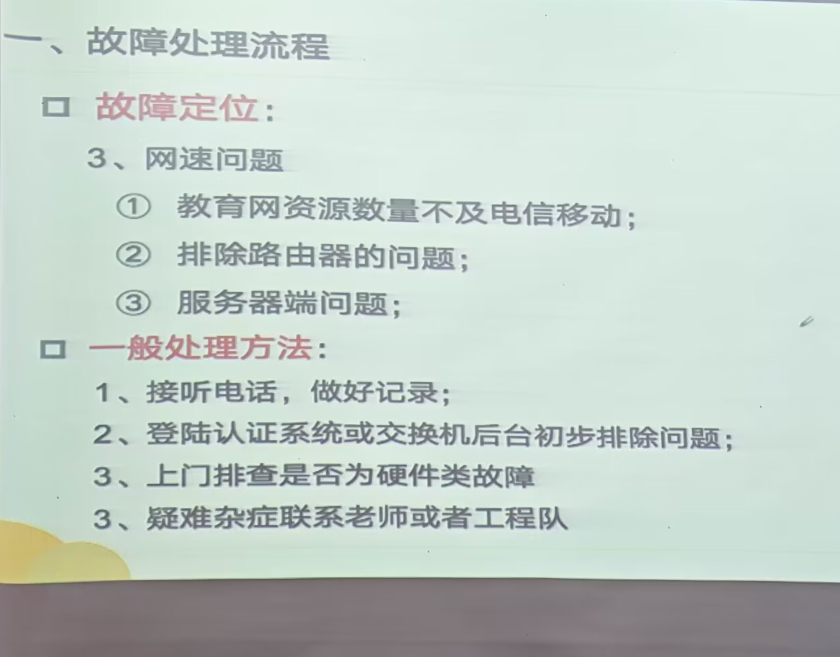 一、故障处理流程
故障定位:
3、网速问题
① 教育网资源数量不及电信移动;
② 排除路由器的问题;
③ 服务器端问题;
一般处理方法:
1、接听电话，做好记录;
2、登陆认证系统或交换机后台初步排除问题;
3、上门排查是否为硬件类故障
3、疑难杂症联系老师或者工程队